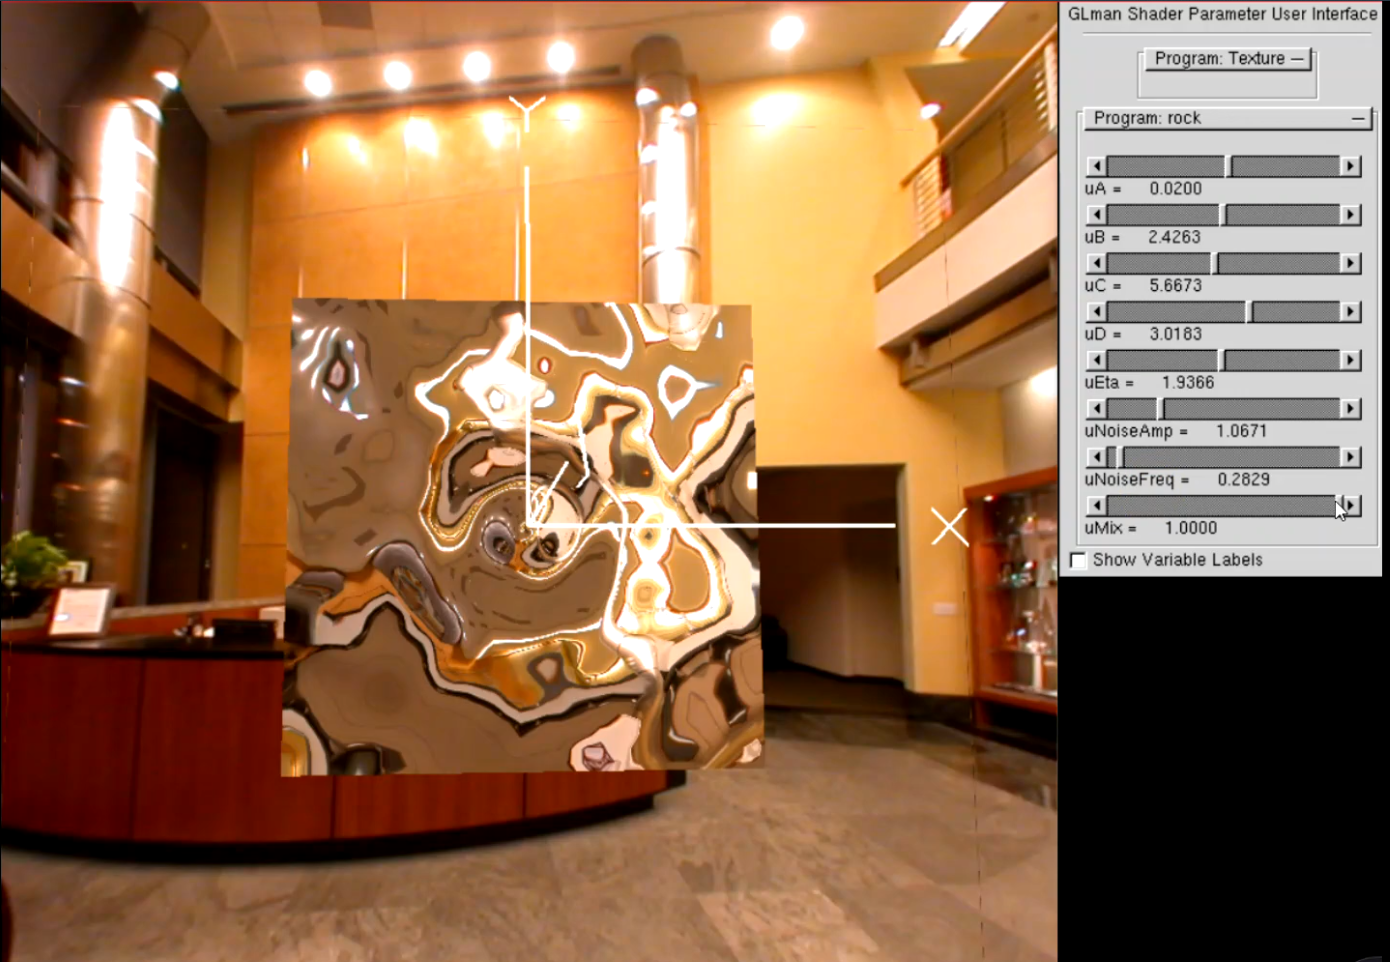 GLman Shader Parameter User Interface
Program: Texture
Program: rock
uA = 0.0200
uB = 2.4263
uC = 5.6673
uD = 3.0183
uEta = 1.9366
uNoiseAmp = 1.0671
uNoiseFreq = 0.2829
uMix = 1.0000
Show Variable Labels
Y
X